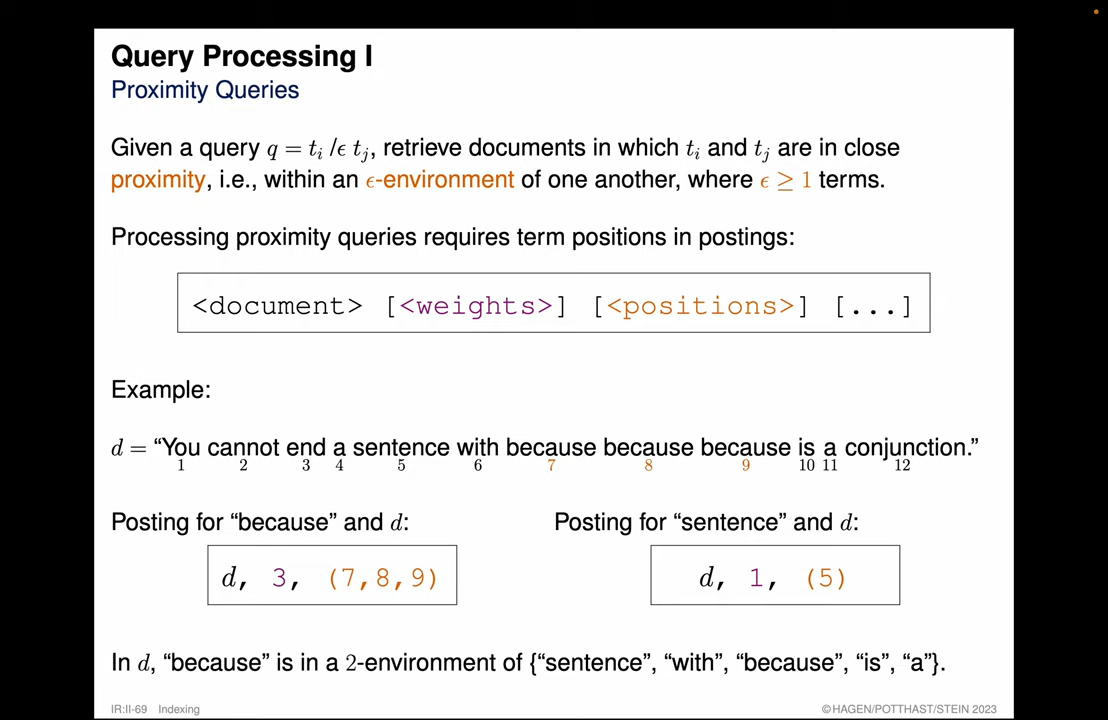 Query Processing I
Proximity Queries
Given a query q = tᵢ /ϵ tⱼ, retrieve documents in which tᵢ and tⱼ are in close
proximity, i.e., within an ϵ-environment of one another, where ϵ ≥ 1 terms.
Processing proximity queries requires term positions in postings:
<document> [<weights>] [<positions>] [...]
Example:
d = “You cannot end a sentence with because because because is a conjunction.”
1 2 3 4 5 6 7 8 9 10 11 12
Posting for “because” and d: Posting for “sentence” and d:
d, 3, (7,8,9) d, 1, (5)
In d, “because” is in a 2-environment of {“sentence”, “with”, “because”, “is”, “a”}.
IR:II-69 Indexing ©HAGEN/POTTHAST/STEIN 2023